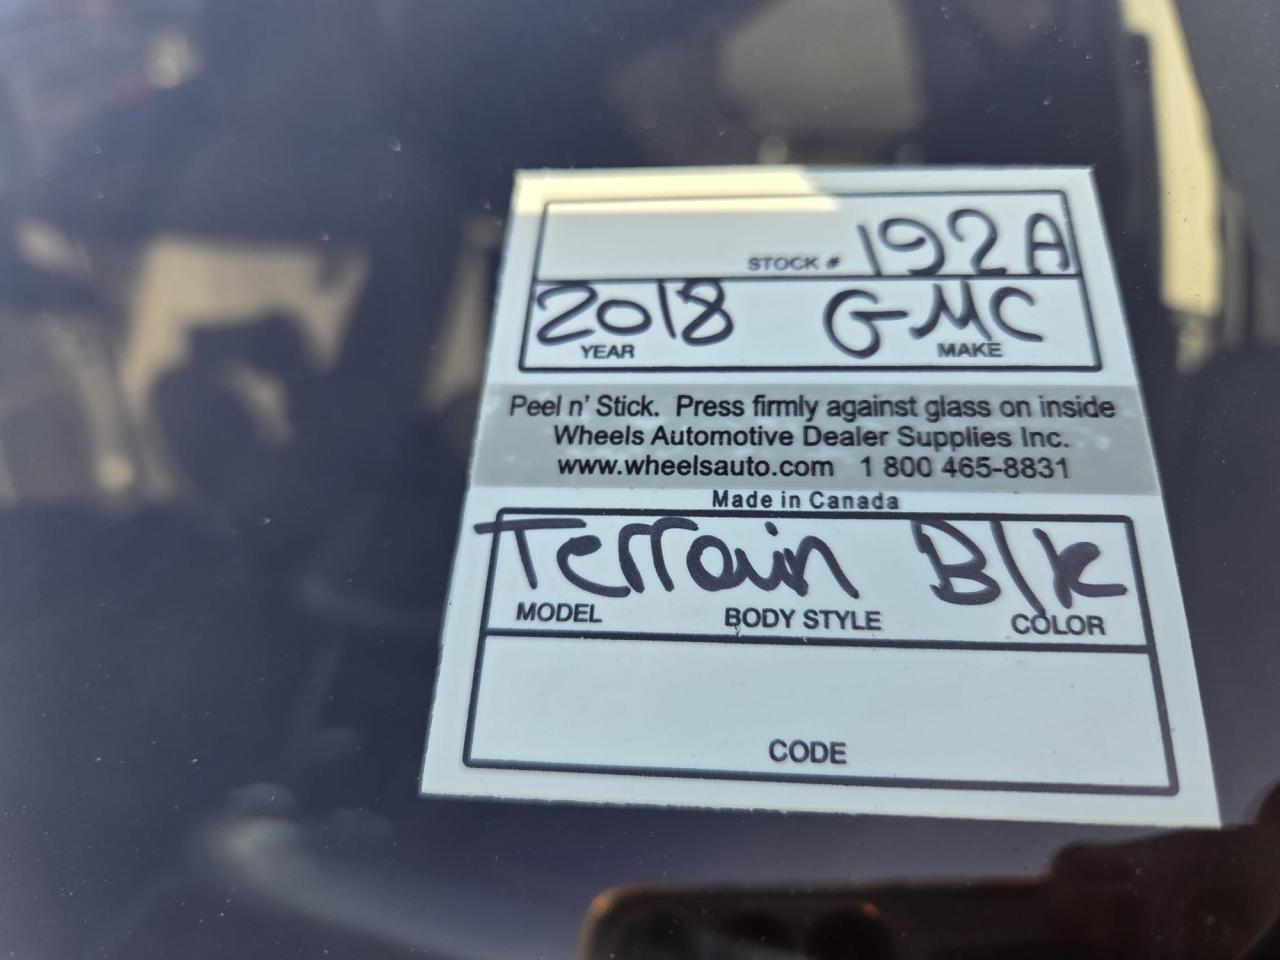 STOCK # 192A
2018 GMC
YEAR MAKE
Peel n' Stick. Press firmly against glass on inside
Wheels Automotive Dealer Supplies Inc.
www.wheelsauto.com 1 800 465-8831
Made in Canada
Terrain Blk
MODEL BODY STYLE COLOR
CODE